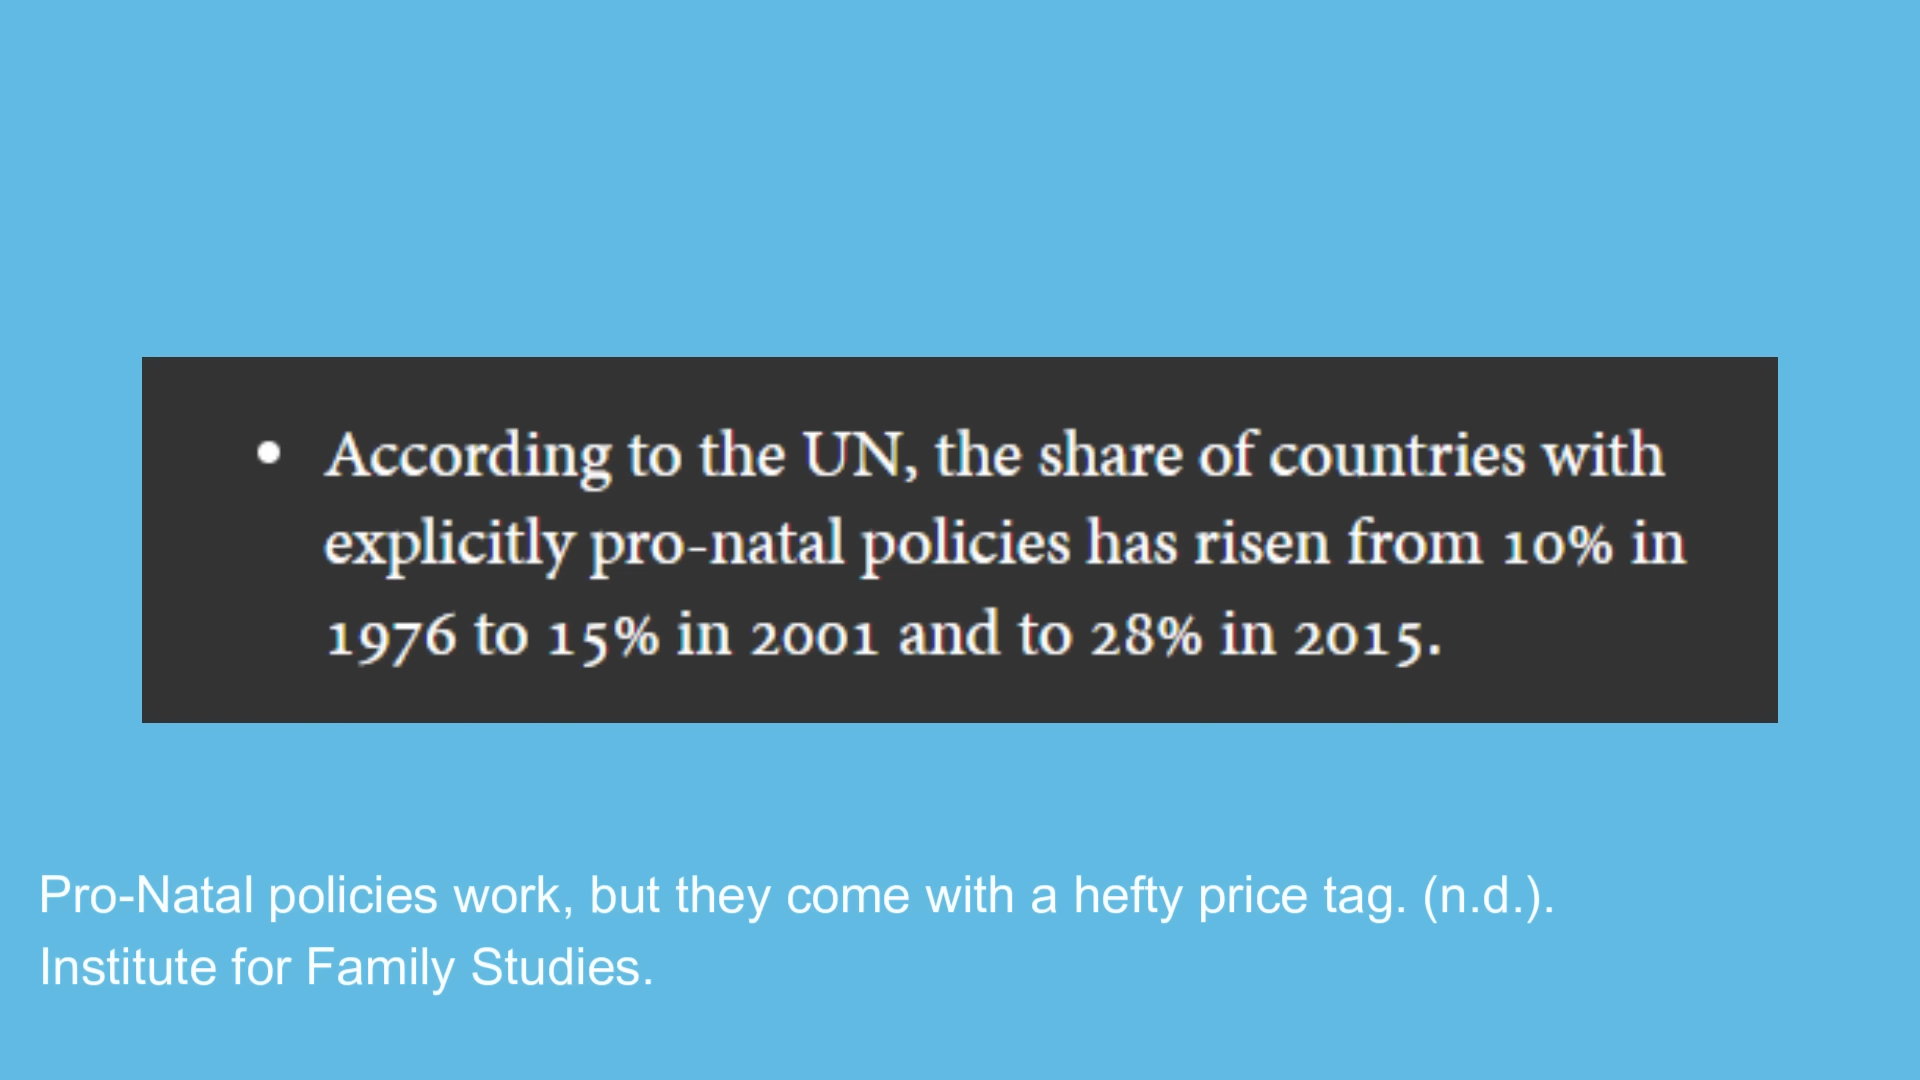 • According to the UN, the share of countries with
explicitly pro-natal policies has risen from 10% in
1976 to 15% in 2001 and to 28% in 2015.
Pro-Natal policies work, but they come with a hefty price tag. (n.d.).
Institute for Family Studies.